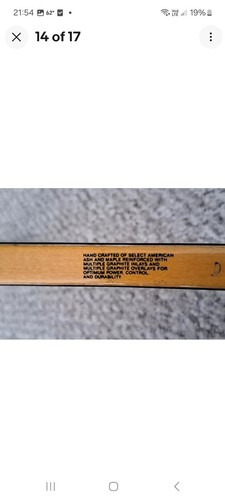 21:54 62°
19%
14 of 17
HAND CRAFTED OF SELECT AMERICAN
ASH AND MAPLE REINFORCED WITH
MULTIPLE GRAPHITE INLAYS AND
MULTIPLE GRAPHITE OVERLAYS FOR
OPTIMUM POWER, CONTROL,
AND DURABILITY.